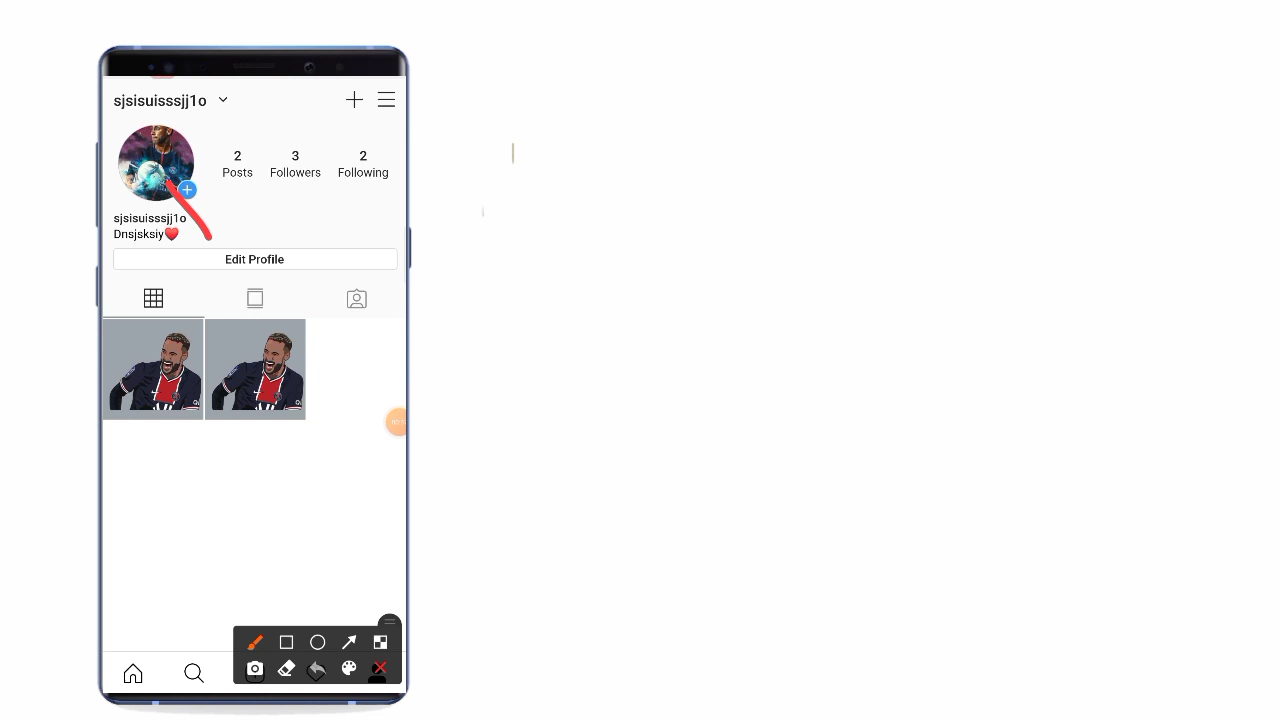 sjsisuisssjj1o
2 3 2
Posts Followers Following
sjsisuisssjj1o
Dnsjsksiy❤️
Edit Profile